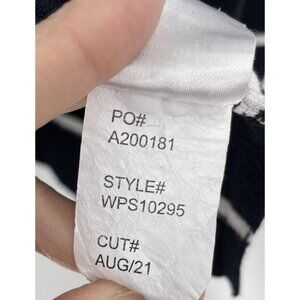 PO#
A200181
STYLE#
WPS10295
CUT#
AUG/21